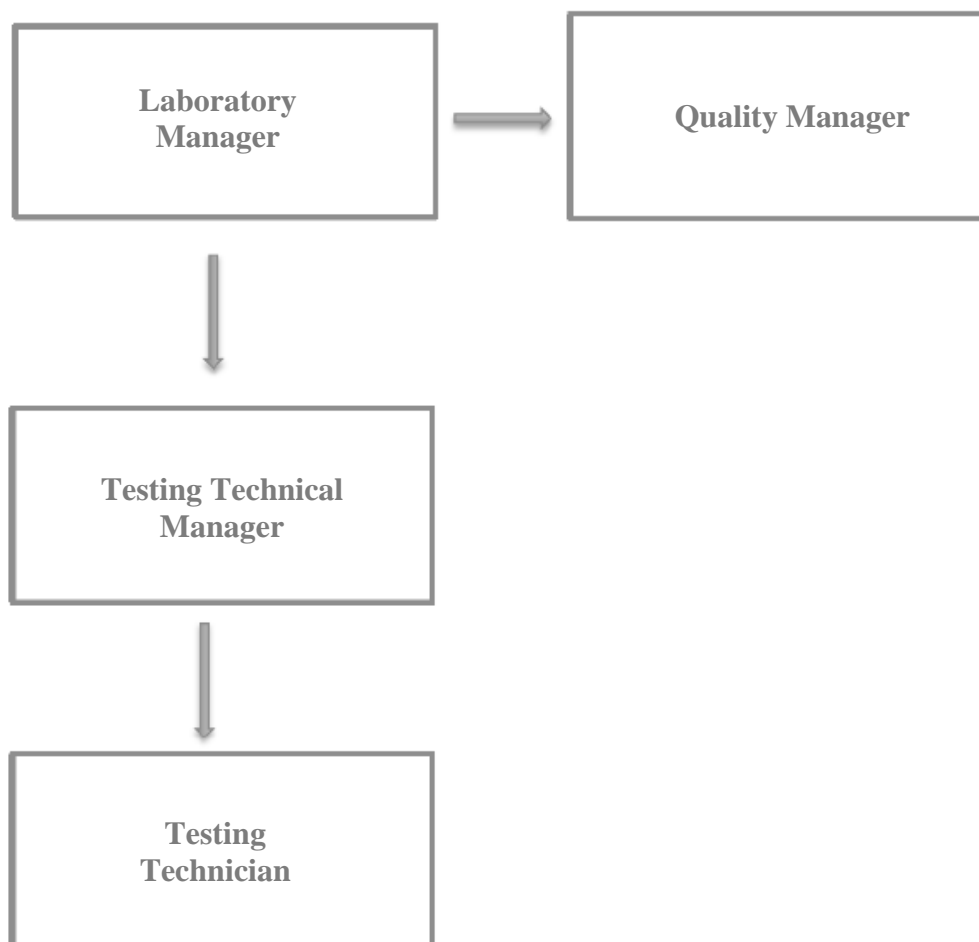 Laboratory
Manager
Quality Manager
Testing Technical
Manager
Testing
Technician